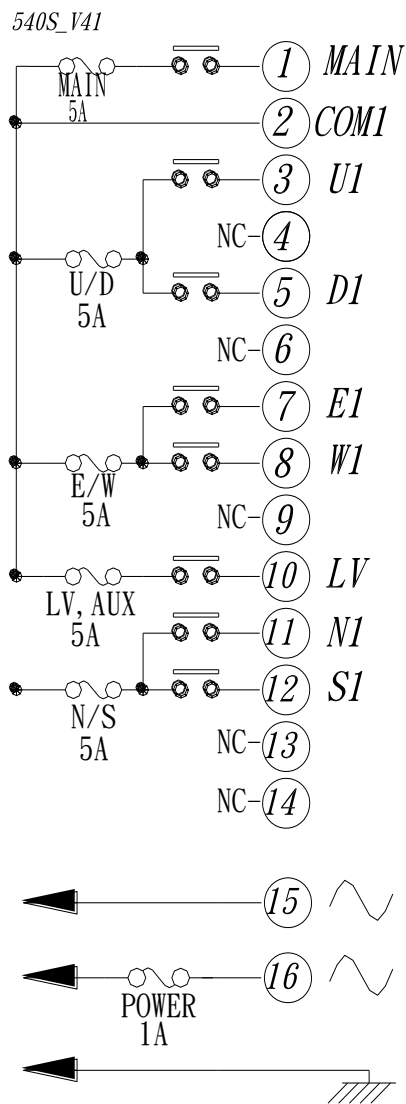 540S_V41
1 MAIN
MAIN
5A
2 COM1
3 U1
NC-4
U/D
5A
5 D1
NC-6
7 E1
8 W1
E/W
5A
NC-9
10 LV
LV, AUX
5A
11 N1
12 S1
N/S
5A
NC-13
NC-14
15
16
POWER
1A